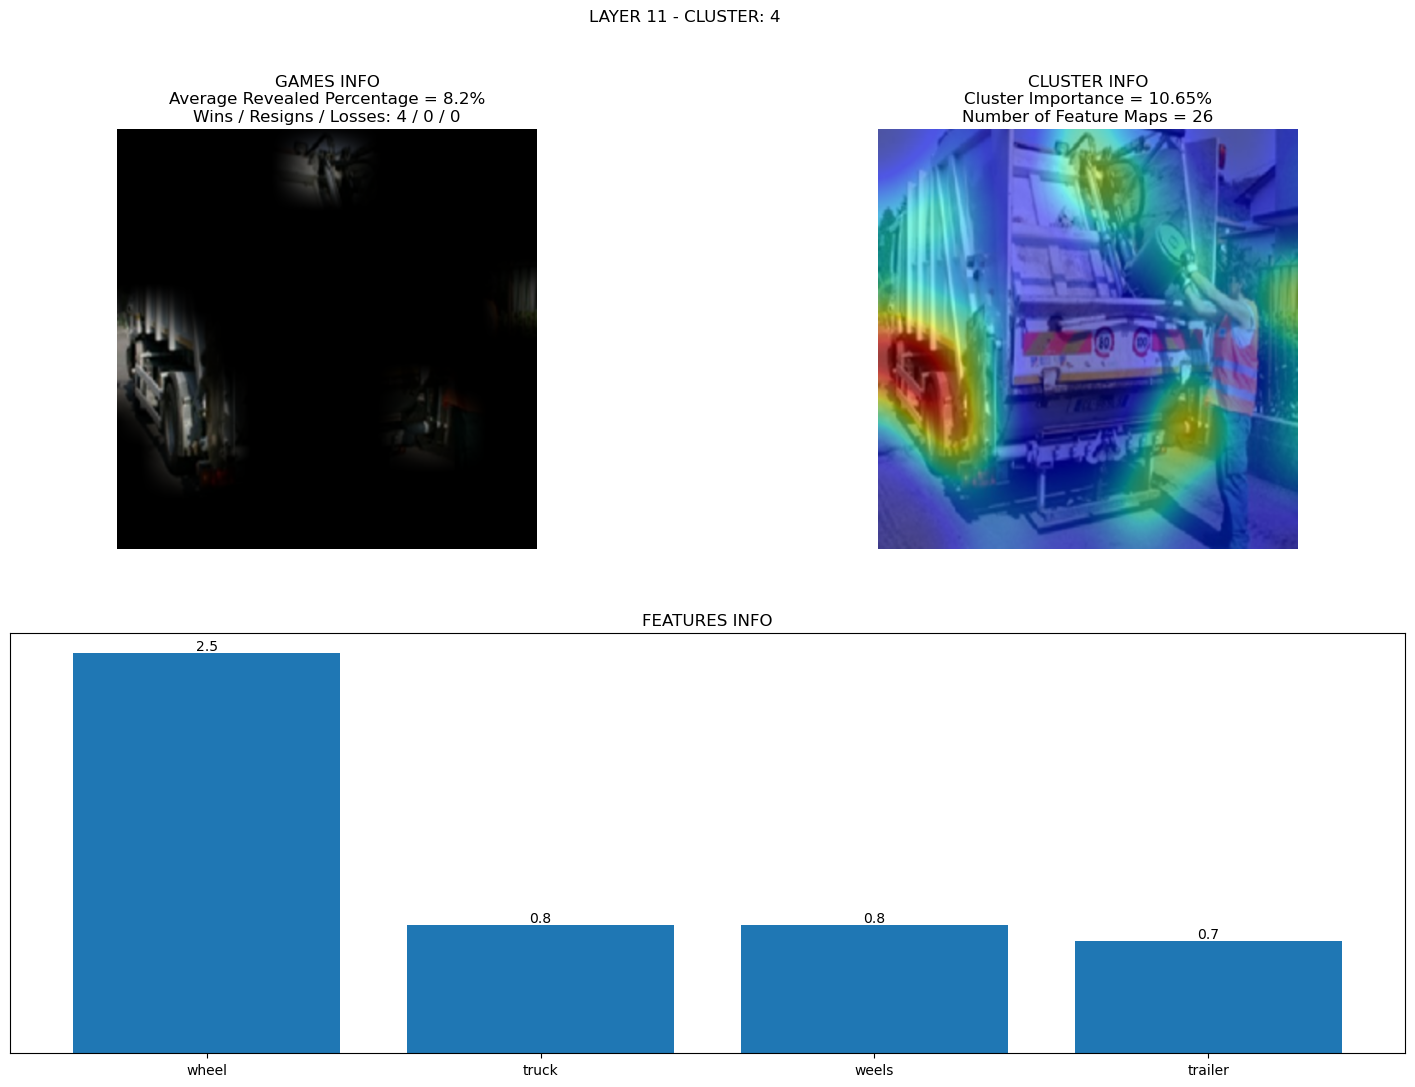 LAYER 11 - CLUSTER: 4
GAMES INFO
Average Revealed Percentage = 8.2%
Wins / Resigns / Losses: 4 / 0 / 0
CLUSTER INFO
Cluster Importance = 10.65%
Number of Feature Maps = 26
FEATURES INFO
2.5
0.8
0.8
0.7
wheel
truck
weels
trailer